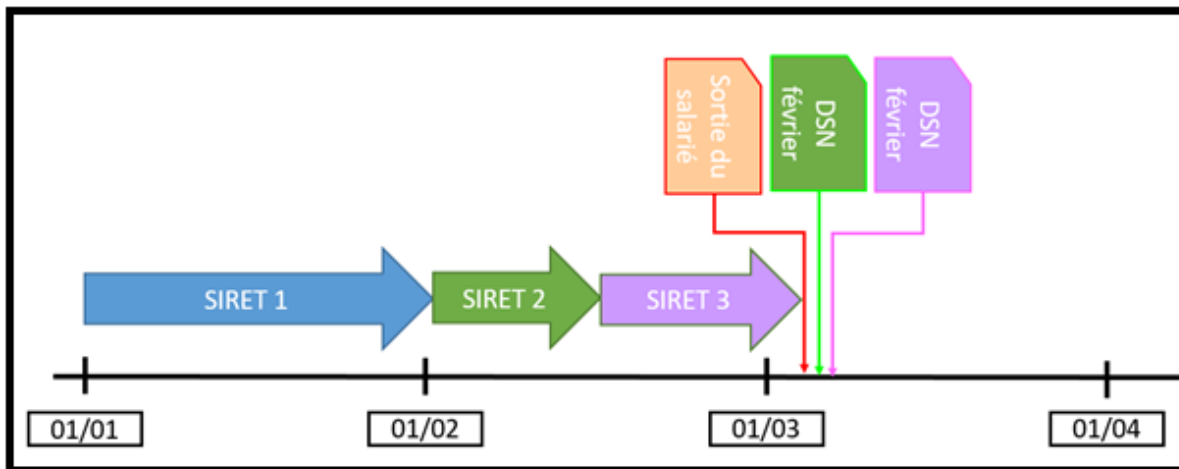 Sortie du
salarié
DSN
février
DSN
février
SIRET 1
SIRET 2
SIRET 3
01/01
01/02
01/03
01/04